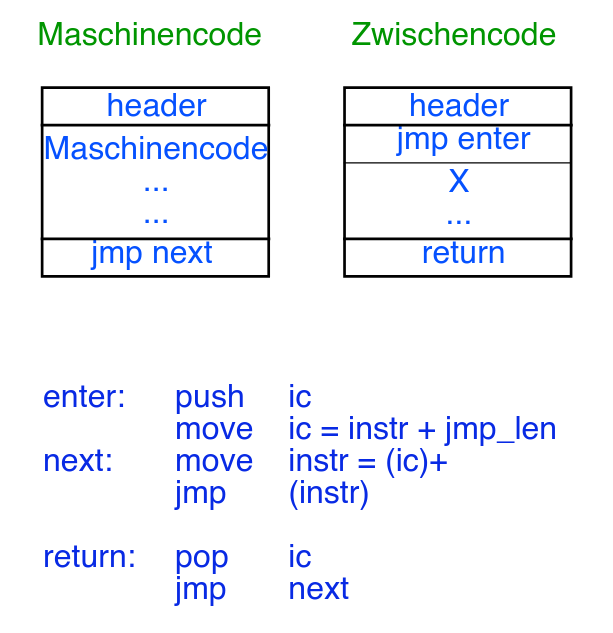 Maschinencode Zwischencode
header header
Maschinencode jmp enter
... X
... ...
jmp next return
enter: push ic
move ic = instr + jmp_len
next: move instr = (ic)+
jmp (instr)
return: pop ic
jmp next